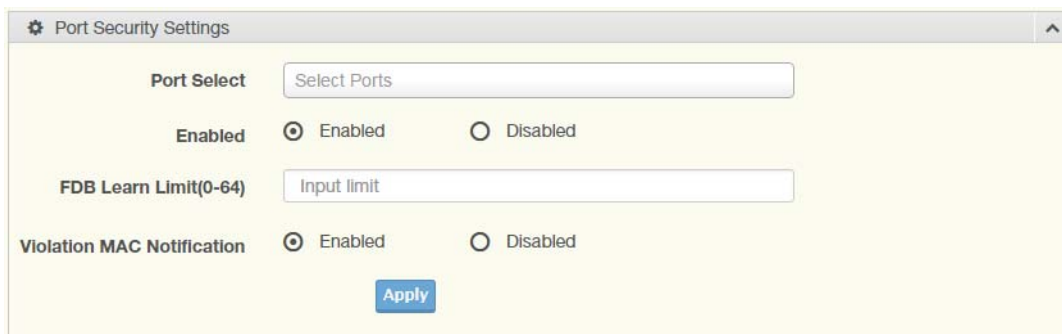 Port Security Settings
Port Select Select Ports
Enabled Enabled Disabled
FDB Learn Limit(0-64) Input limit
Violation MAC Notification Enabled Disabled
Apply